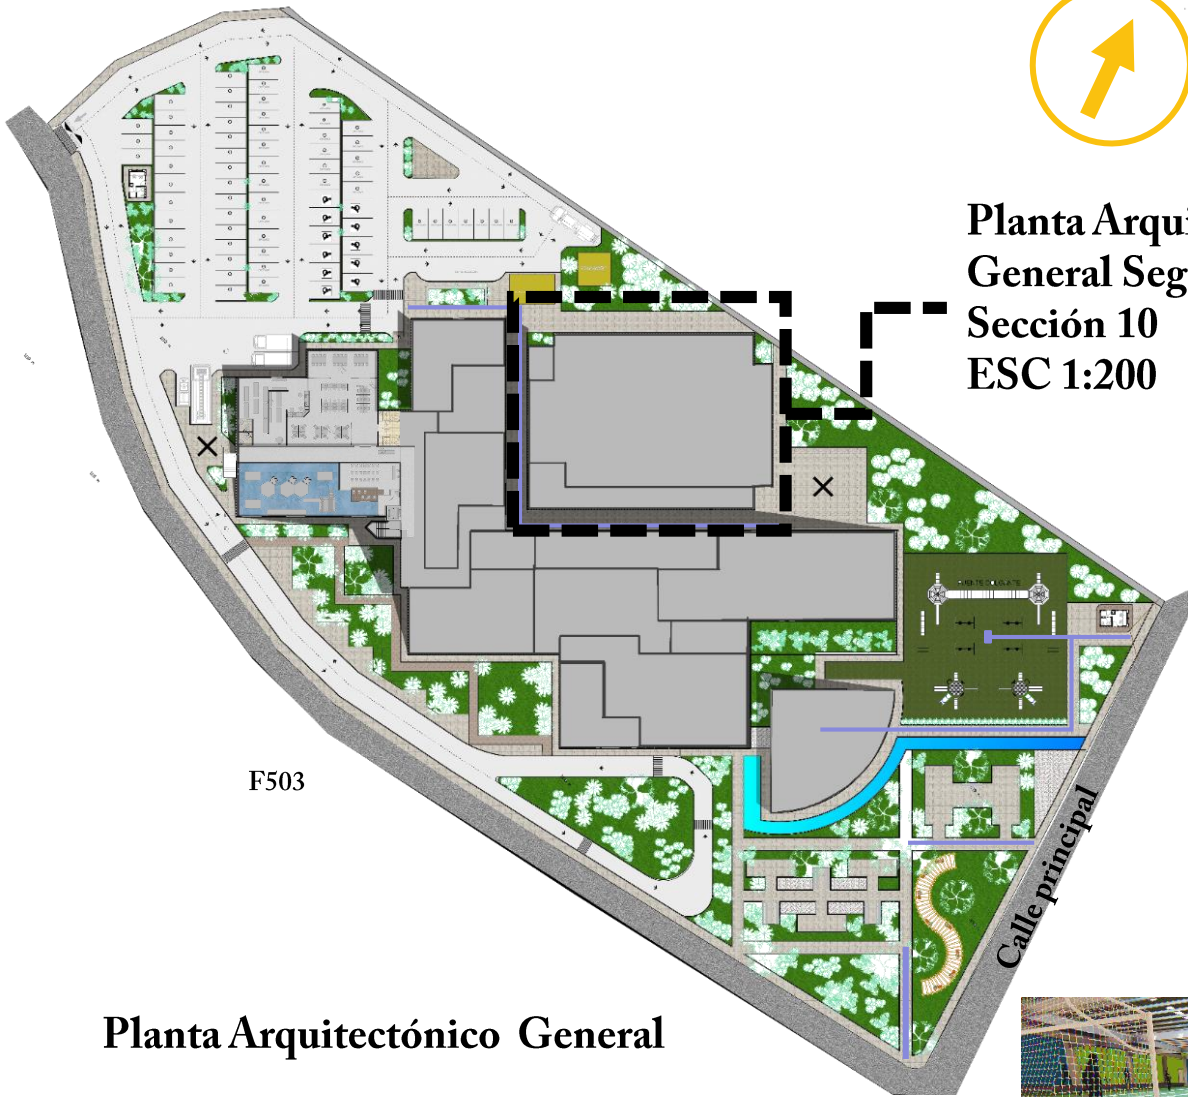 Planta Arqui
General Seg
Sección 10
ESC 1:200
F503
Calle principal
Planta Arquitectónico General